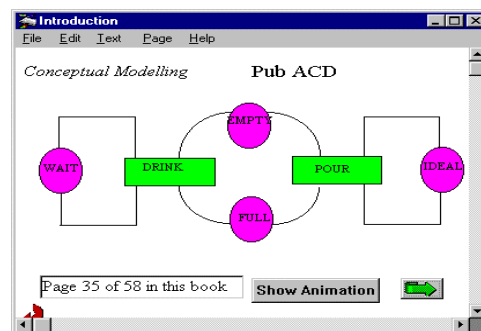 Introduction
File Edit Text Page Help
Conceptual Modelling Pub ACD
EMPTY
WAIT DRINK POUR IDEAL
FULL
Page 35 of 58 in this book Show Animation